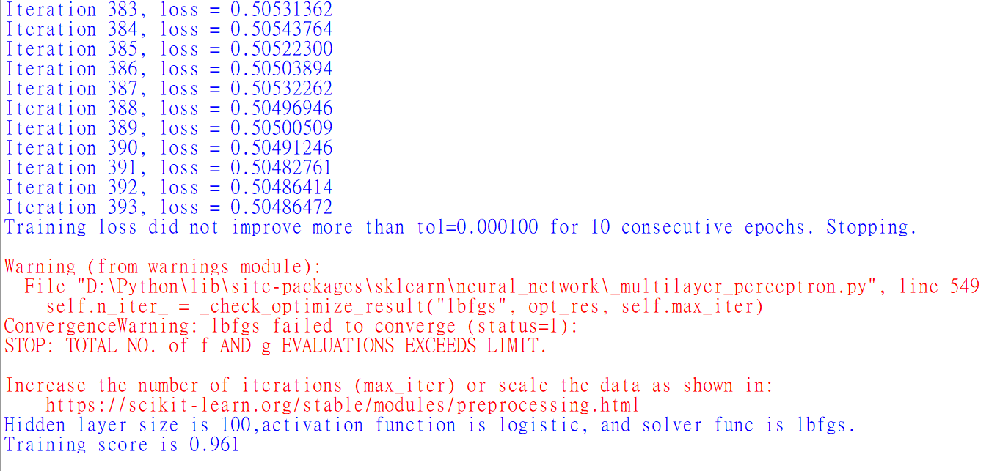 Iteration 383, loss = 0.50531362
Iteration 384, loss = 0.50543764
Iteration 385, loss = 0.50522300
Iteration 386, loss = 0.50503894
Iteration 387, loss = 0.50532262
Iteration 388, loss = 0.50496946
Iteration 389, loss = 0.50500509
Iteration 390, loss = 0.50491246
Iteration 391, loss = 0.50482761
Iteration 392, loss = 0.50486414
Iteration 393, loss = 0.50486472
Training loss did not improve more than tol=0.000100 for 10 consecutive epochs. Stopping.
Warning (from warnings module):
File "D:\Python\lib\site-packages\sklearn\neural_network\_multilayer_perceptron.py", line 549
self.n_iter_ = _check_optimize_result("lbfgs", opt_res, self.max_iter)
ConvergenceWarning: lbfgs failed to converge (status=1):
STOP: TOTAL NO. of f AND g EVALUATIONS EXCEEDS LIMIT.
Increase the number of iterations (max_iter) or scale the data as shown in:
https://scikit-learn.org/stable/modules/preprocessing.html
Hidden layer size is 100,activation function is logistic, and solver func is lbfgs.
Training score is 0.961